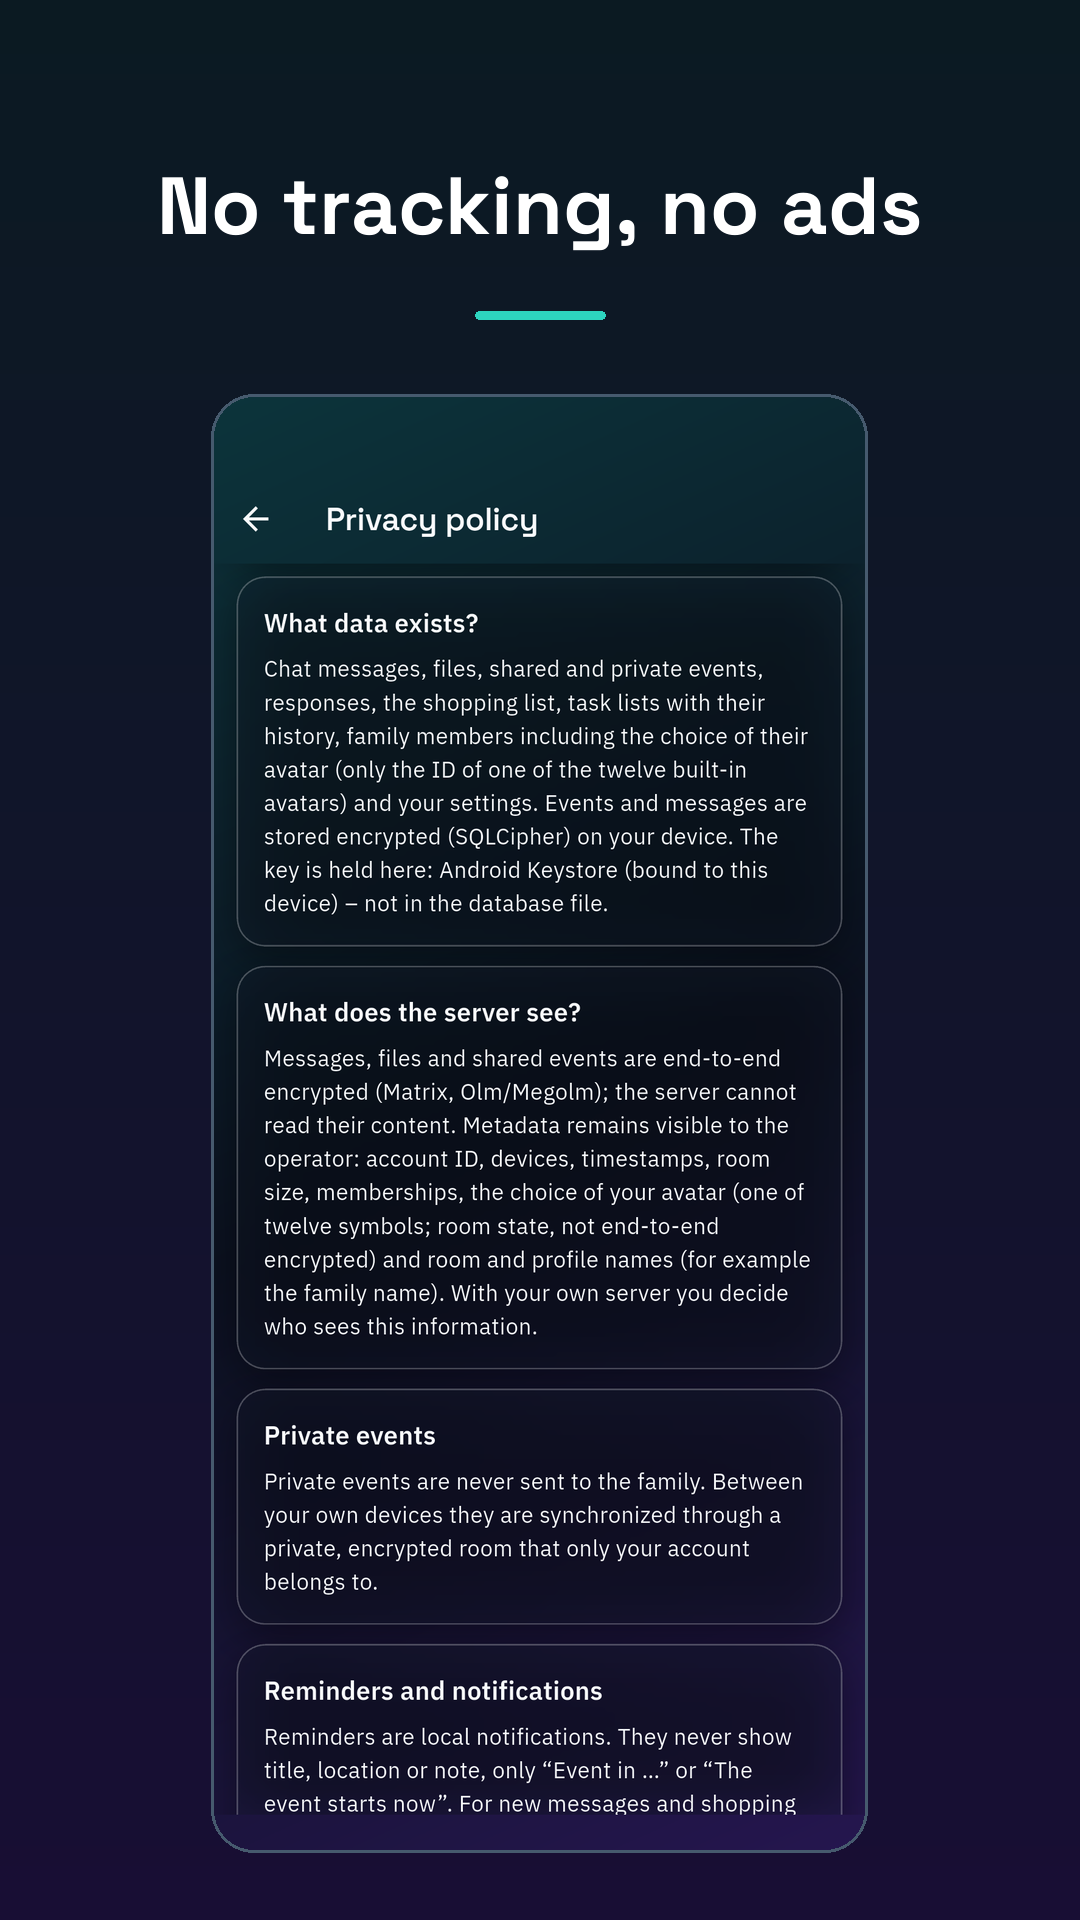 No tracking, no ads
Privacy policy
What data exists?
Chat messages, files, shared and private events,
responses, the shopping list, task lists with their
history, family members including the choice of their
avatar (only the ID of one of the twelve built-in
avatars) and your settings. Events and messages are
stored encrypted (SQLCipher) on your device. The
key is held here: Android Keystore (bound to this
device) – not in the database file.
What does the server see?
Messages, files and shared events are end-to-end
encrypted (Matrix, Olm/Megolm); the server cannot
read their content. Metadata remains visible to the
operator: account ID, devices, timestamps, room
size, memberships, the choice of your avatar (one of
twelve symbols; room state, not end-to-end
encrypted) and room and profile names (for example
the family name). With your own server you decide
who sees this information.
Private events
Private events are never sent to the family. Between
your own devices they are synchronized through a
private, encrypted room that only your account
belongs to.
Reminders and notifications
Reminders are local notifications. They never show
title, location or note, only “Event in …” or “The
event starts now”. For new messages and shopping